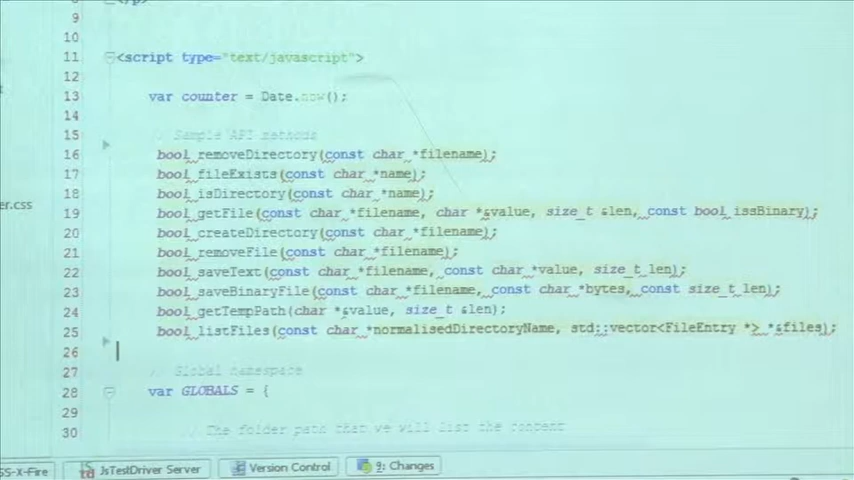 8 </p>
9
10
11 <script type="text/javascript">
12
13 var counter = Date.now();
14
15 // Sample API methods
16 bool removeDirectory(const char *filename);
17 bool fileExists(const char *name);
18 bool isDirectory(const char *name);
19 bool getFile(const char *filename, char *&value, size_t &len, const bool issBinary);
20 bool createDirectory(const char *filename);
21 bool removeFile(const char *filename);
22 bool saveText(const char *filename, const char *value, size_t len);
23 bool saveBinaryFile(const char *filename, const char *bytes, const size_t len);
24 bool getTempPath(char *&value, size_t &len);
25 bool listFiles(const char *normalisedDirectoryName, std::vector<FileEntry *> *&files);
26
er.css
27 // Global namespace
28 var GLOBALS = {
29
30 // The folder path that we will list the content
SS-X-Fire JsTestDriver Server Version Control 9: Changes